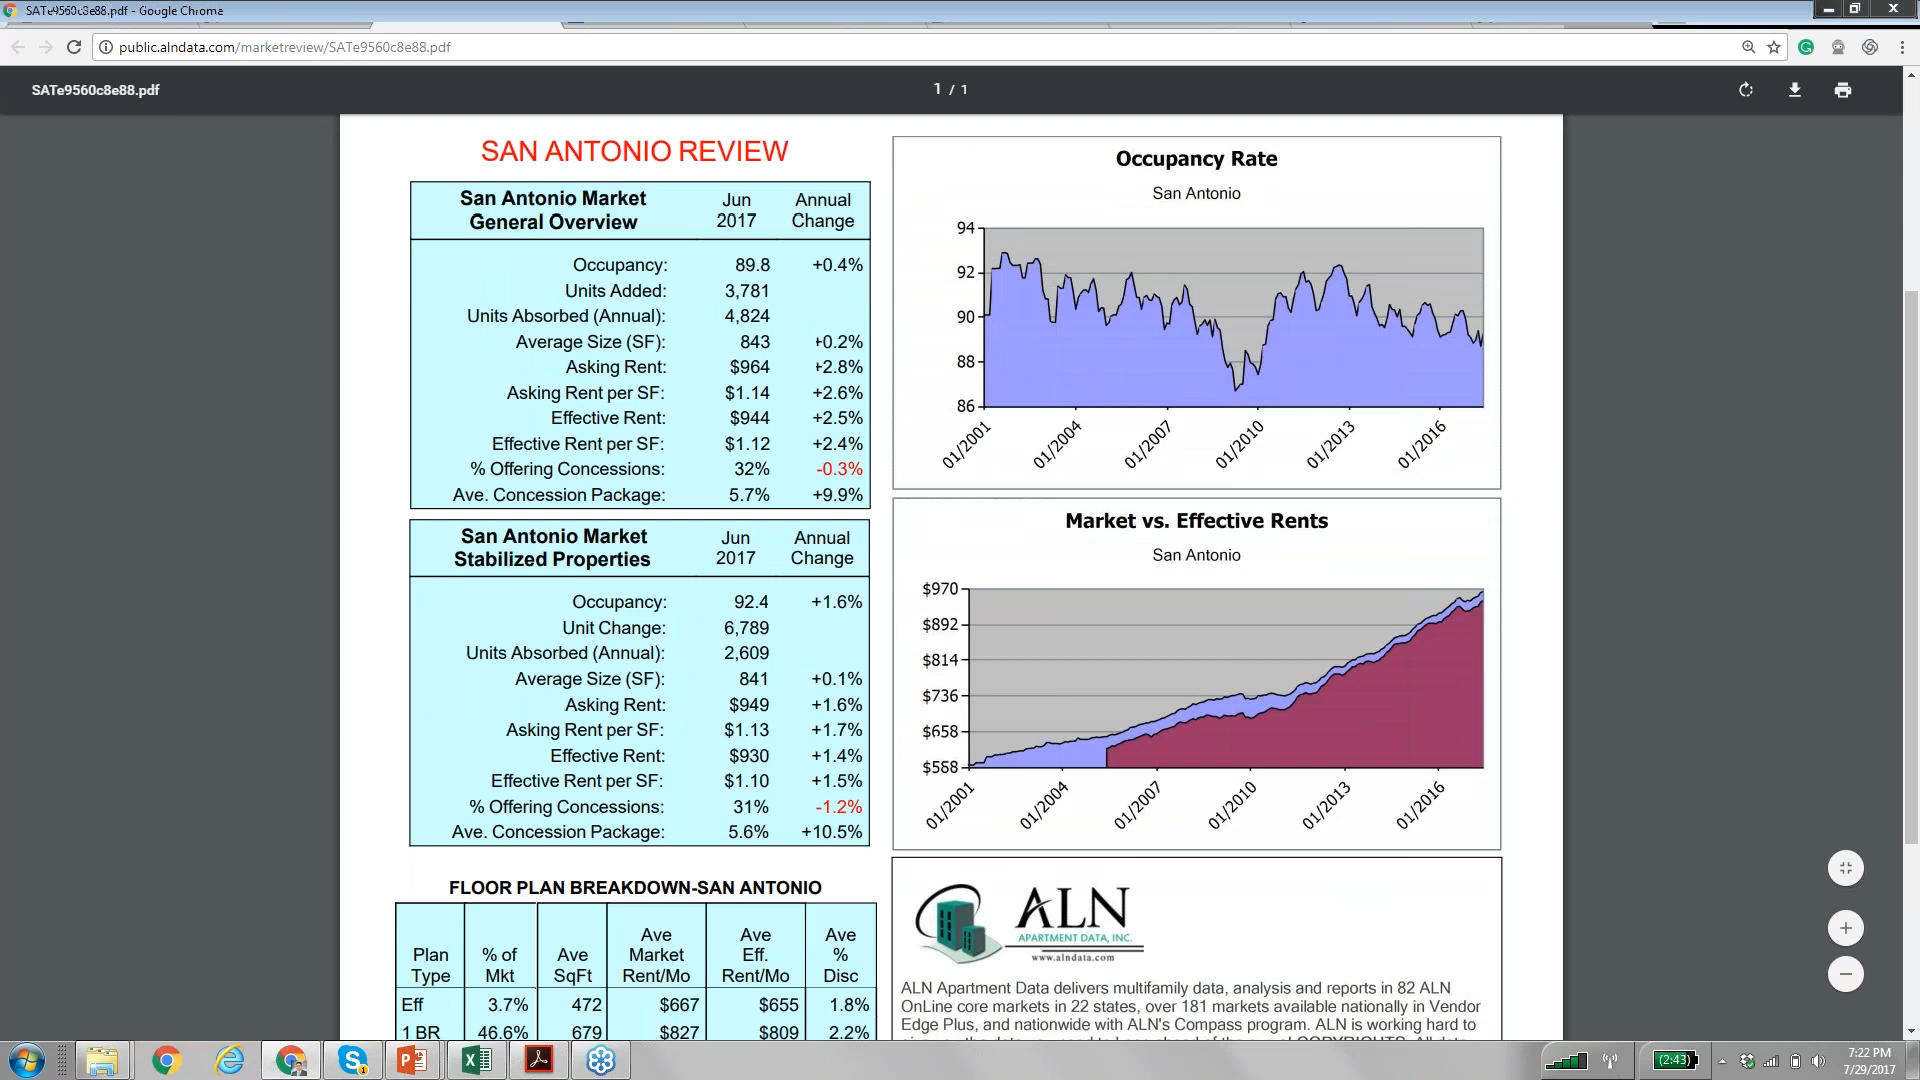 SATe9560c8e88.pdf - Google Chrome
public.alndata.com/marketreview/SATe9560c8e88.pdf
SATe9560c8e88.pdf
1 / 1
SAN ANTONIO REVIEW
San Antonio Market General Overview Jun 2017 Annual Change
Occupancy: 89.8 +0.4%
Units Added: 3,781
Units Absorbed (Annual): 4,824
Average Size (SF): 843 +0.2%
Asking Rent: $964 +2.8%
Asking Rent per SF: $1.14 +2.6%
Effective Rent: $944 +2.5%
Effective Rent per SF: $1.12 +2.4%
% Offering Concessions: 32% -0.3%
Ave. Concession Package: 5.7% +9.9%
San Antonio Market Stabilized Properties Jun 2017 Annual Change
Occupancy: 92.4 +1.6%
Unit Change: 6,789
Units Absorbed (Annual): 2,609
Average Size (SF): 841 +0.1%
Asking Rent: $949 +1.6%
Asking Rent per SF: $1.13 +1.7%
Effective Rent: $930 +1.4%
Effective Rent per SF: $1.10 +1.5%
% Offering Concessions: 31% -1.2%
Ave. Concession Package: 5.6% +10.5%
FLOOR PLAN BREAKDOWN-SAN ANTONIO
Plan Type % of Mkt Ave SqFt Ave Market Rent/Mo Ave Eff. Rent/Mo Ave % Disc
Eff 3.7% 472 $667 $655 1.8%
1 BR 46.6% 679 $827 $809 2.2%
Occupancy Rate
San Antonio
94
92
90
88
86
01/2001 01/2004 01/2007 01/2010 01/2013 01/2016
Market vs. Effective Rents
San Antonio
$970
$892
$814
$736
$658
$568
01/2001 01/2004 01/2007 01/2010 01/2013 01/2016
ALN
APARTMENT DATA, INC.
www.alndata.com
ALN Apartment Data delivers multifamily data, analysis and reports in 82 ALN
OnLine core markets in 22 states, over 181 markets available nationally in Vendor
Edge Plus, and nationwide with ALN's Compass program. ALN is working hard to
(2:43)
7:22 PM
7/29/2017